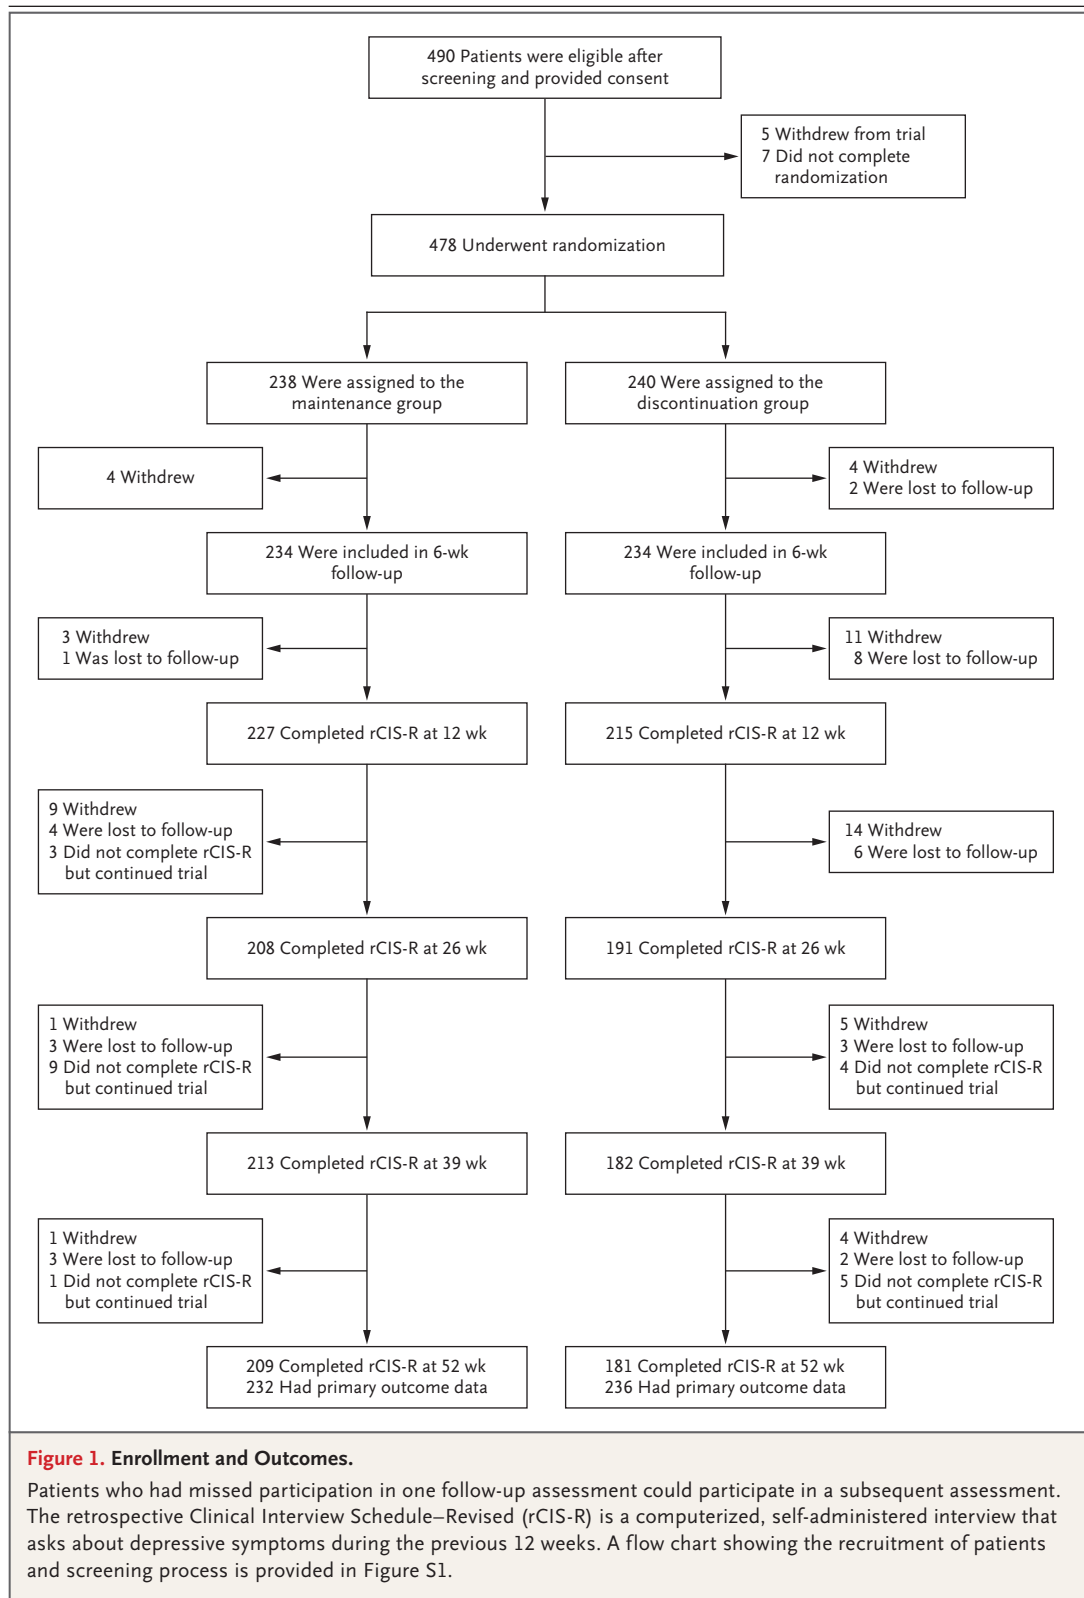 490 Patients were eligible after
screening and provided consent
5 Withdrew from trial
7 Did not complete
randomization
478 Underwent randomization
238 Were assigned to the
maintenance group
240 Were assigned to the
discontinuation group
4 Withdrew
4 Withdrew
2 Were lost to follow-up
234 Were included in 6-wk
follow-up
234 Were included in 6-wk
follow-up
3 Withdrew
1 Was lost to follow-up
11 Withdrew
8 Were lost to follow-up
227 Completed rCIS-R at 12 wk
215 Completed rCIS-R at 12 wk
9 Withdrew
4 Were lost to follow-up
3 Did not complete rCIS-R
but continued trial
14 Withdrew
6 Were lost to follow-up
208 Completed rCIS-R at 26 wk
191 Completed rCIS-R at 26 wk
1 Withdrew
3 Were lost to follow-up
9 Did not complete rCIS-R
but continued trial
5 Withdrew
3 Were lost to follow-up
4 Did not complete rCIS-R
but continued trial
213 Completed rCIS-R at 39 wk
182 Completed rCIS-R at 39 wk
1 Withdrew
3 Were lost to follow-up
1 Did not complete rCIS-R
but continued trial
4 Withdrew
2 Were lost to follow-up
5 Did not complete rCIS-R
but continued trial
209 Completed rCIS-R at 52 wk
232 Had primary outcome data
181 Completed rCIS-R at 52 wk
236 Had primary outcome data
Figure 1. Enrollment and Outcomes.
Patients who had missed participation in one follow-up assessment could participate in a subsequent assessment.
The retrospective Clinical Interview Schedule–Revised (rCIS-R) is a computerized, self-administered interview that
asks about depressive symptoms during the previous 12 weeks. A flow chart showing the recruitment of patients
and screening process is provided in Figure S1.